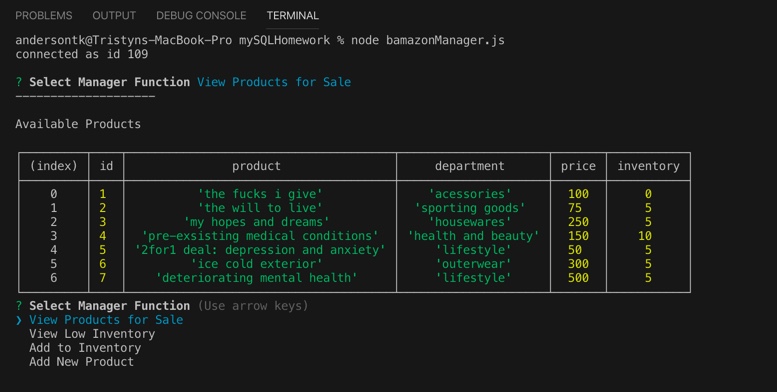 PROBLEMS OUTPUT DEBUG CONSOLE TERMINAL
andersontk@Tristyns-MacBook-Pro mySQLHomework % node bamazonManager.js
connected as id 109
? Select Manager Function View Products for Sale
--------------------
Available Products
(index) id product department price inventory
0 1 'the fucks i give' 'acessories' 100 0
1 2 'the will to live' 'sporting goods' 75 5
2 3 'my hopes and dreams' 'housewares' 250 5
3 4 'pre-exsisting medical conditions' 'health and beauty' 150 10
4 5 '2for1 deal: depression and anxiety' 'lifestyle' 50 5
5 6 'ice cold exterior' 'outerwear' 300 5
6 7 'deteriorating mental health' 'lifestyle' 500 5
? Select Manager Function (Use arrow keys)
❯ View Products for Sale
View Low Inventory
Add to Inventory
Add New Product